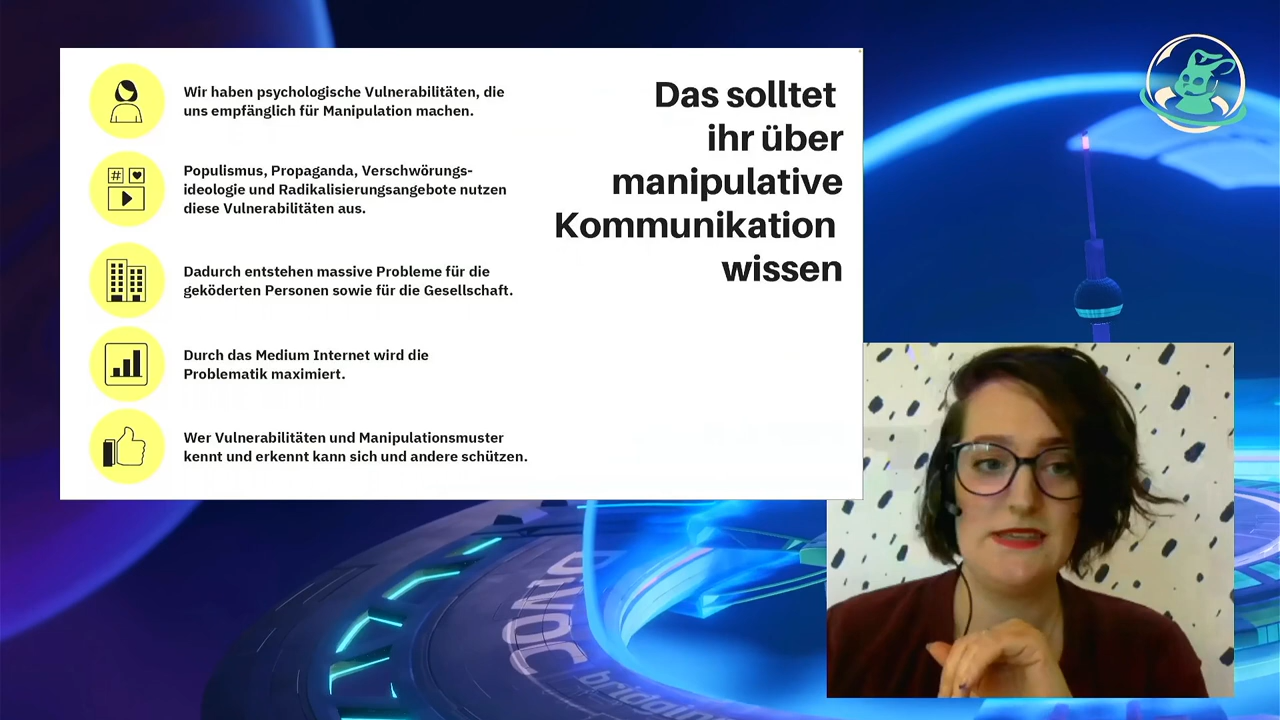 Das solltet
ihr über
manipulative
Kommunikation
wissen
Wir haben psychologische Vulnerabilitäten, die
uns empfänglich für Manipulation machen.
#
Populismus, Propaganda, Verschwörungs-
ideologie und Radikalisierungsangebote nutzen
diese Vulnerabilitäten aus.
Dadurch entstehen massive Probleme für die
geköderten Personen sowie für die Gesellschaft.
Durch das Medium Internet wird die
Problematik maximiert.
Wer Vulnerabilitäten und Manipulationsmuster
kennt und erkennt kann sich und andere schützen.
DiVOC